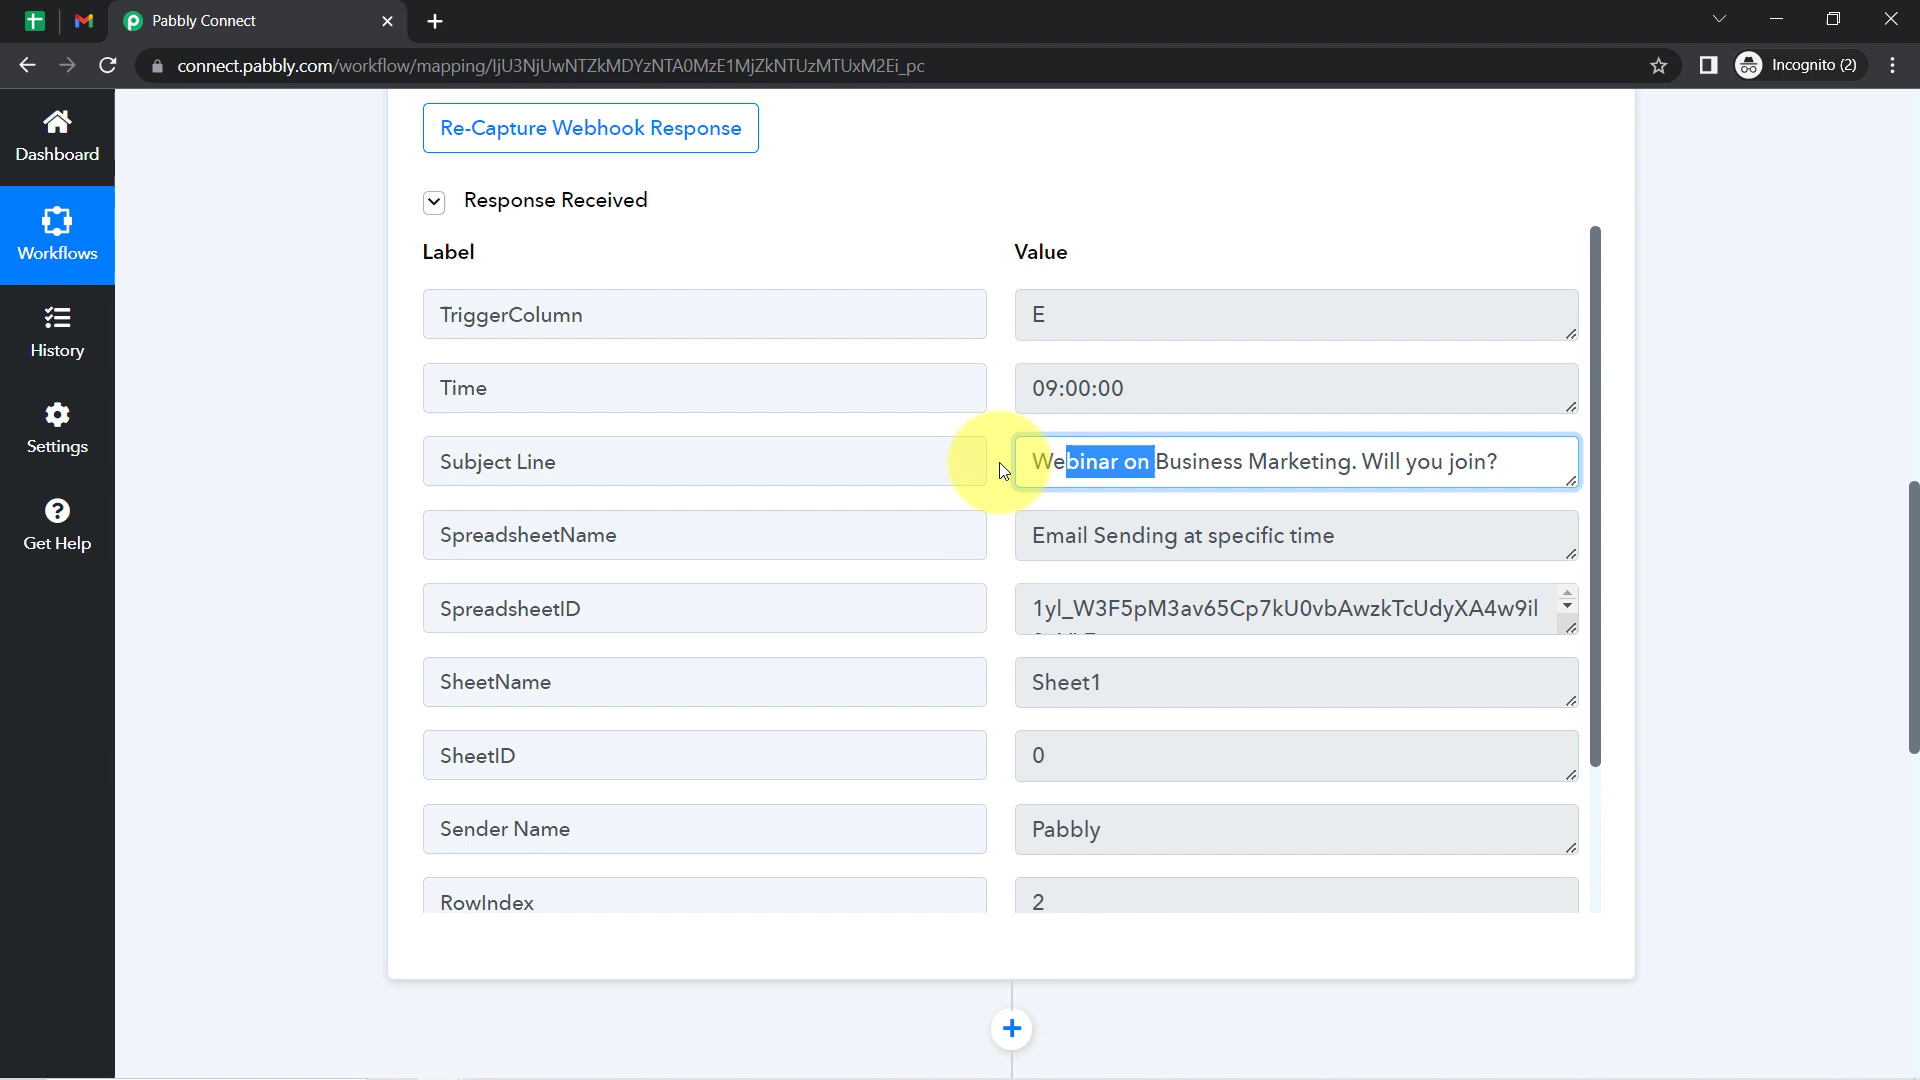 Pabbly Connect
connect.pabbly.com/workflow/mapping/IjU3NjUwNTZkMDYzNTA0MzE1MjZkNTUzMTUxM2Ei_pc
Incognito (2)
Dashboard
Workflows
History
Settings
Get Help
Re-Capture Webhook Response
Response Received
Label Value
TriggerColumn E
Time 09:00:00
Subject Line Webinar on Business Marketing. Will you join?
SpreadsheetName Email Sending at specific time
SpreadsheetID 1yl_W3F5pM3av65Cp7kU0vbAwzkTcUdyXA4w9il
SheetName Sheet1
SheetID 0
Sender Name Pabbly
RowIndex 2